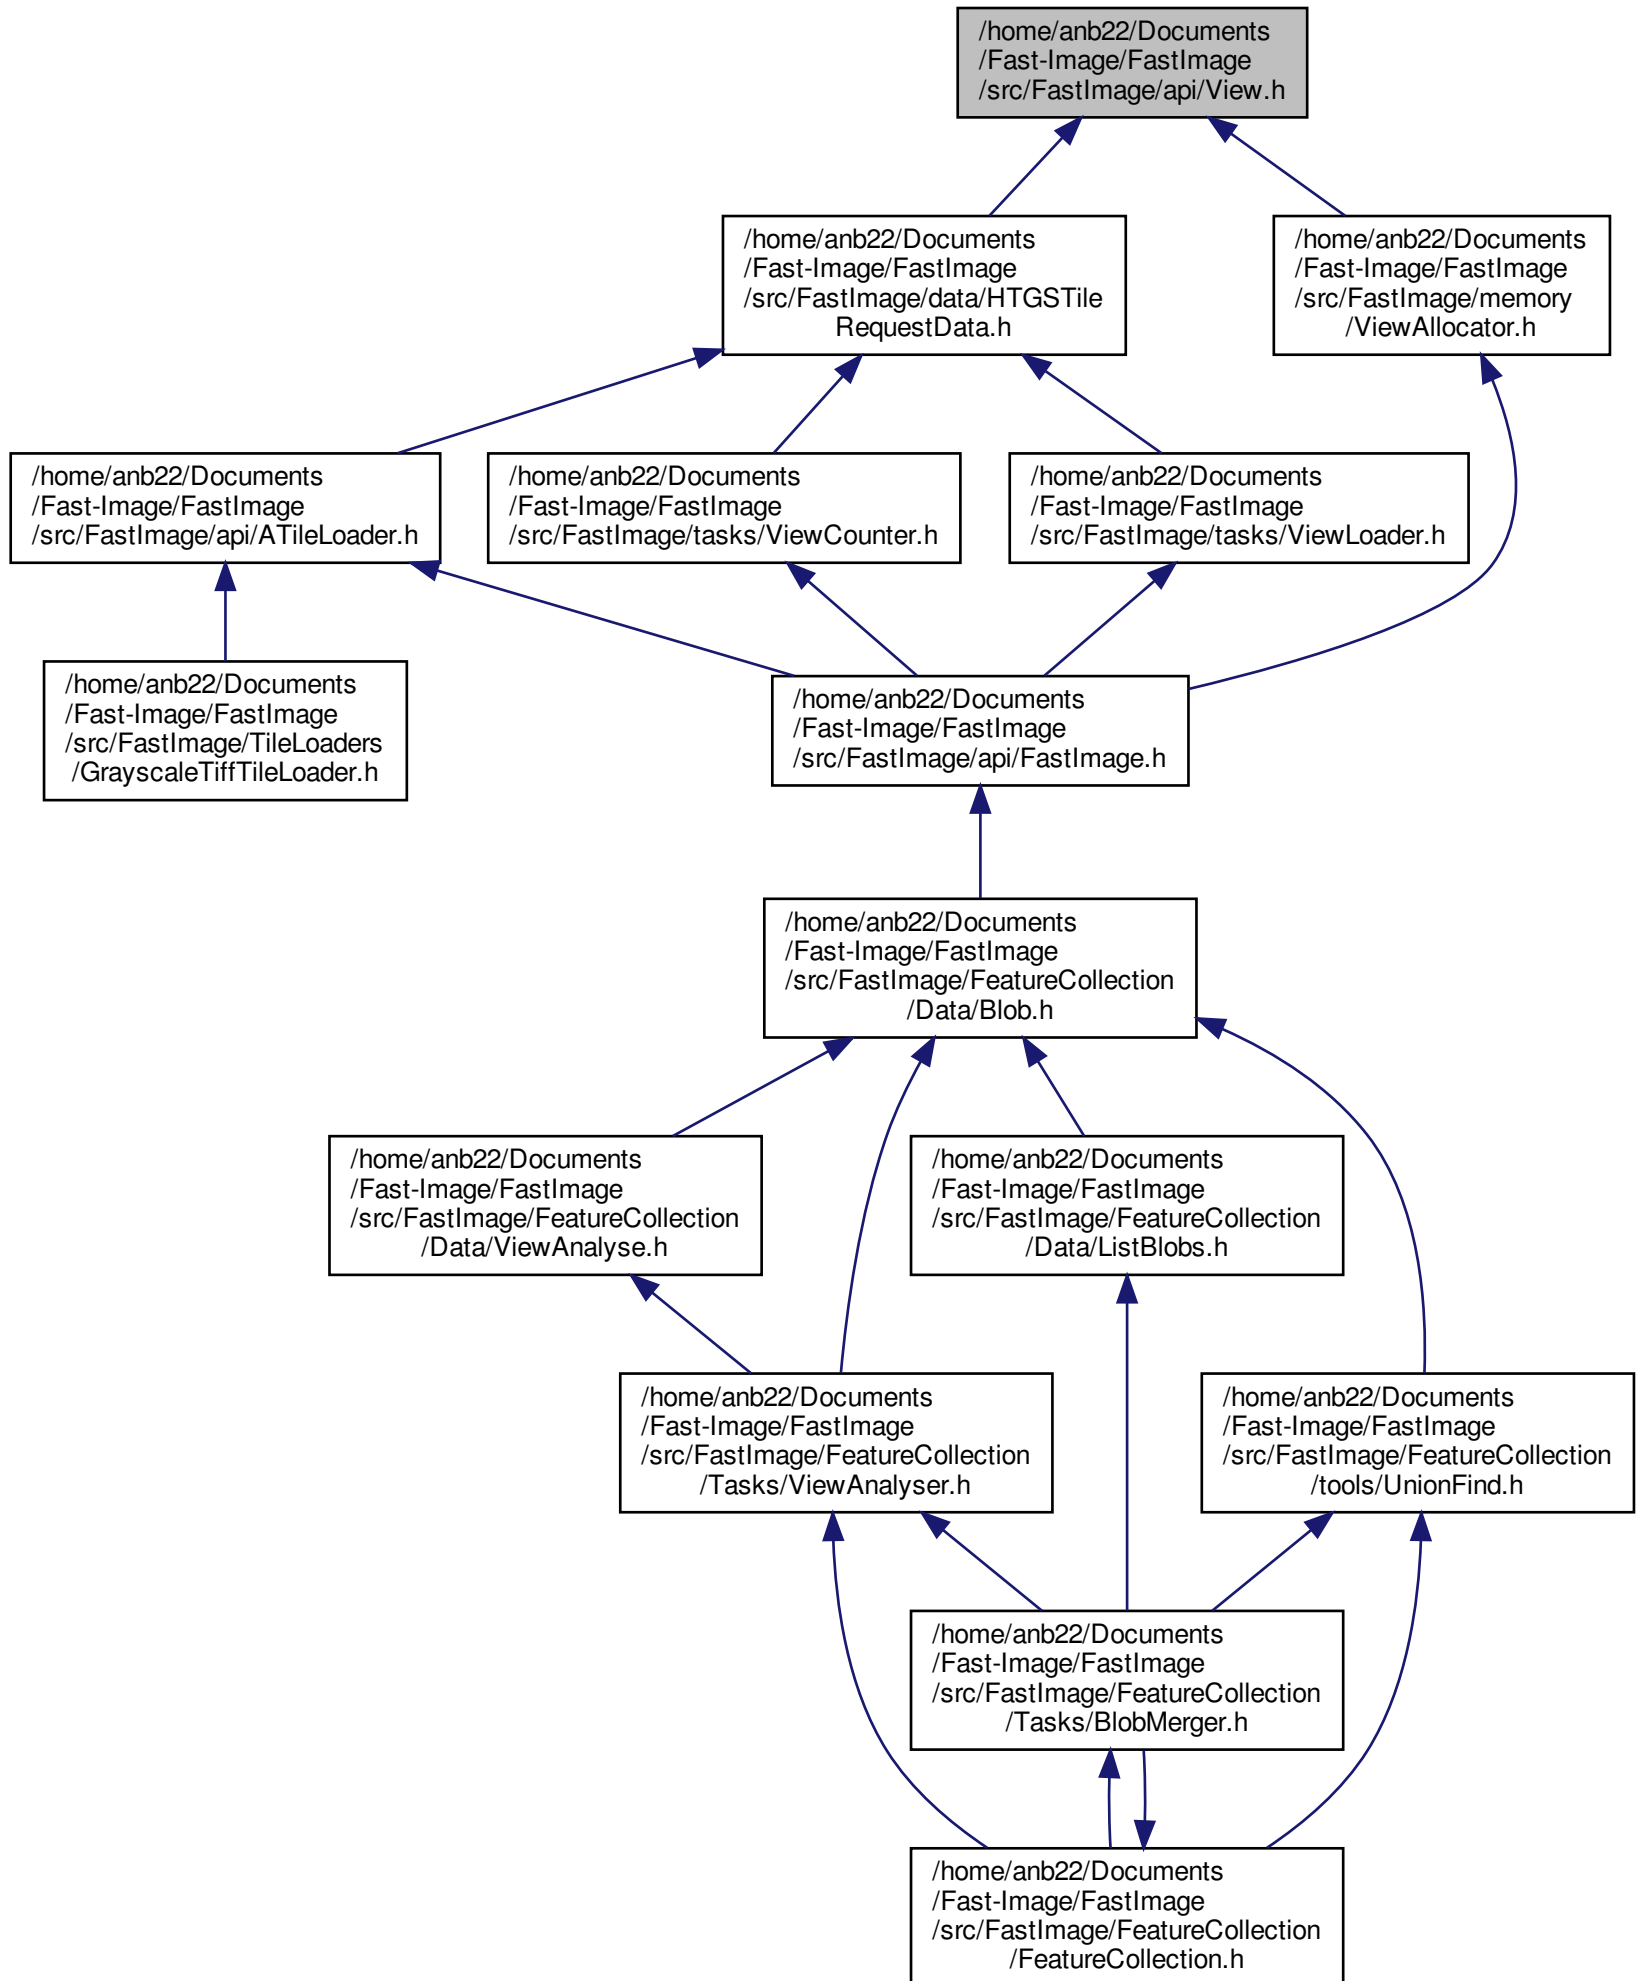 /home/anb22/Documents
/Fast-Image/FastImage
/src/FastImage/api/View.h
/home/anb22/Documents
/Fast-Image/FastImage
/src/FastImage/data/HTGSTile
RequestData.h
/home/anb22/Documents
/Fast-Image/FastImage
/src/FastImage/memory
/ViewAllocator.h
/home/anb22/Documents
/Fast-Image/FastImage
/src/FastImage/api/ATileLoader.h
/home/anb22/Documents
/Fast-Image/FastImage
/src/FastImage/tasks/ViewCounter.h
/home/anb22/Documents
/Fast-Image/FastImage
/src/FastImage/tasks/ViewLoader.h
/home/anb22/Documents
/Fast-Image/FastImage
/src/FastImage/TileLoaders
/GrayscaleTiffTileLoader.h
/home/anb22/Documents
/Fast-Image/FastImage
/src/FastImage/api/FastImage.h
/home/anb22/Documents
/Fast-Image/FastImage
/src/FastImage/FeatureCollection
/Data/Blob.h
/home/anb22/Documents
/Fast-Image/FastImage
/src/FastImage/FeatureCollection
/Data/ViewAnalyse.h
/home/anb22/Documents
/Fast-Image/FastImage
/src/FastImage/FeatureCollection
/Data/ListBlobs.h
/home/anb22/Documents
/Fast-Image/FastImage
/src/FastImage/FeatureCollection
/Tasks/ViewAnalyser.h
/home/anb22/Documents
/Fast-Image/FastImage
/src/FastImage/FeatureCollection
/tools/UnionFind.h
/home/anb22/Documents
/Fast-Image/FastImage
/src/FastImage/FeatureCollection
/Tasks/BlobMerger.h
/home/anb22/Documents
/Fast-Image/FastImage
/src/FastImage/FeatureCollection
/FeatureCollection.h